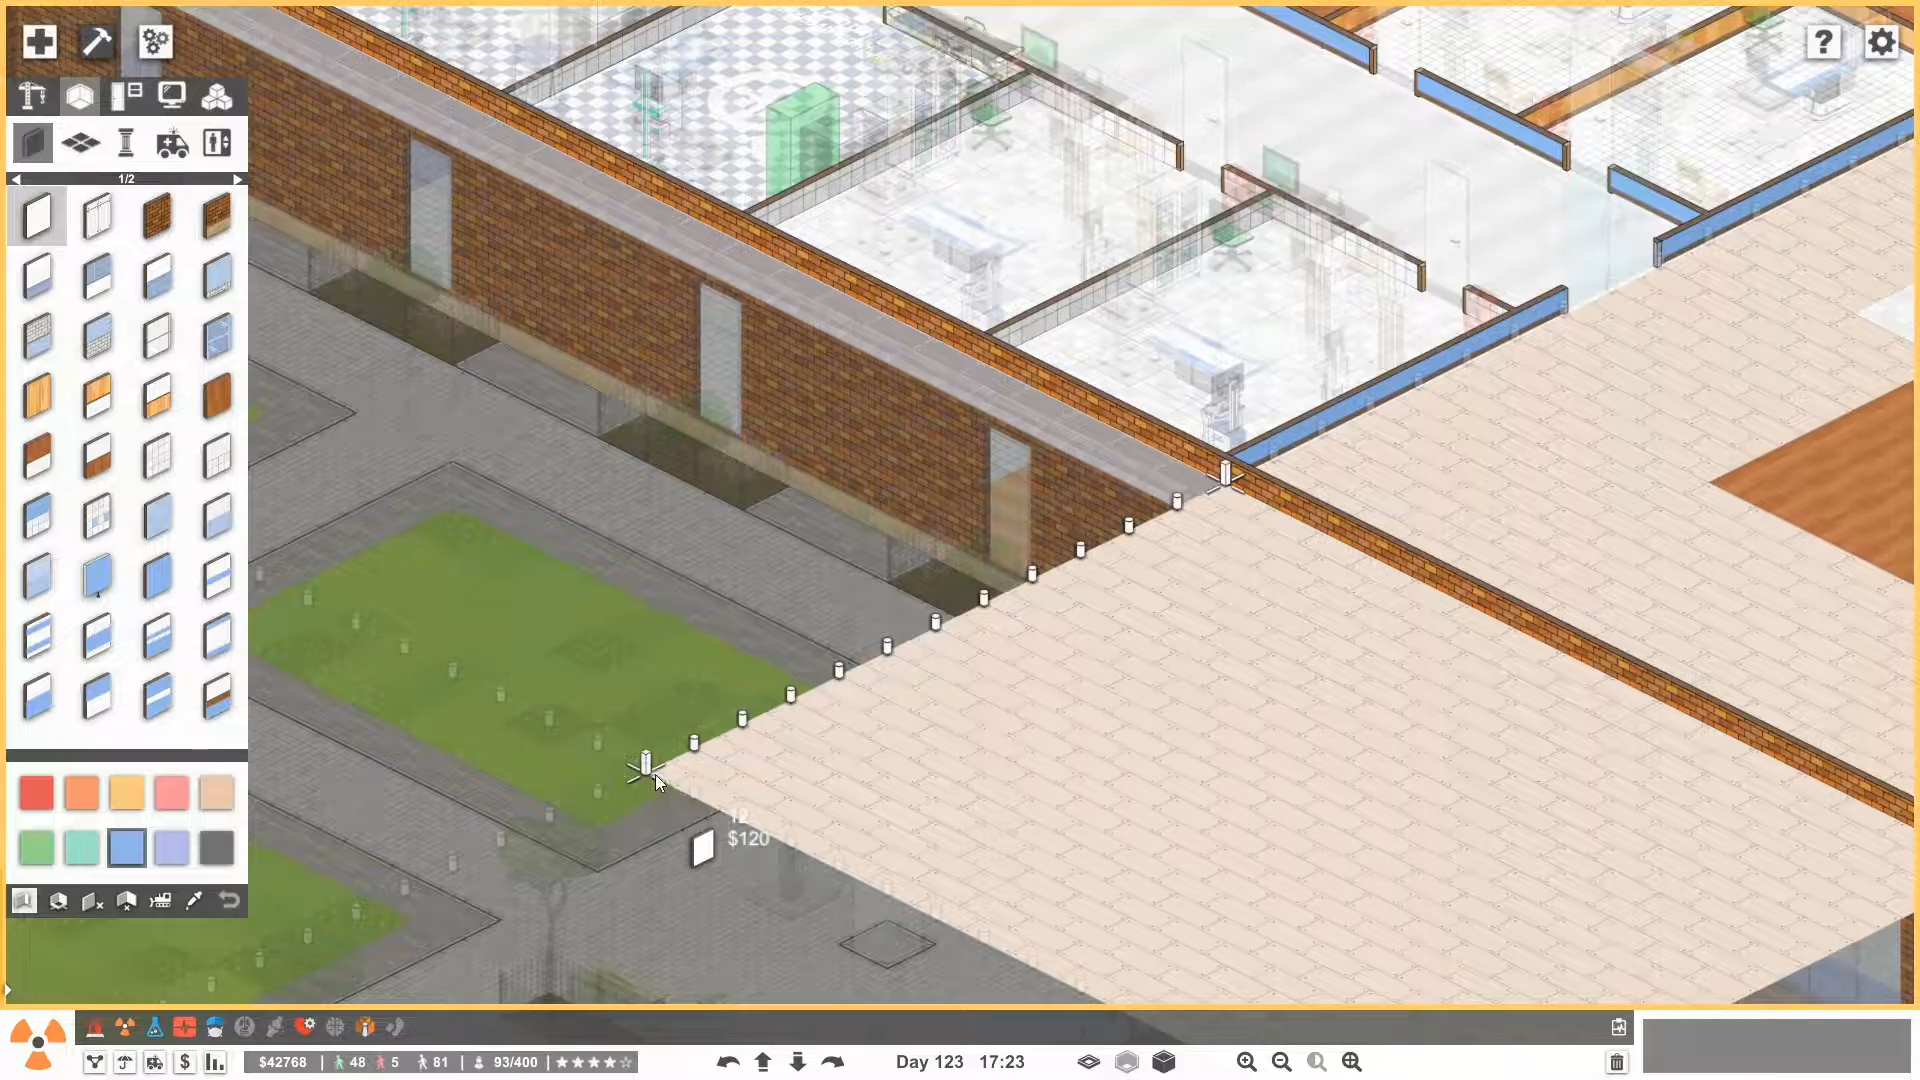 ?
1/2
12
$120
$42768 | 48 5 | 81 | 93/400 |
Day 123 17:23